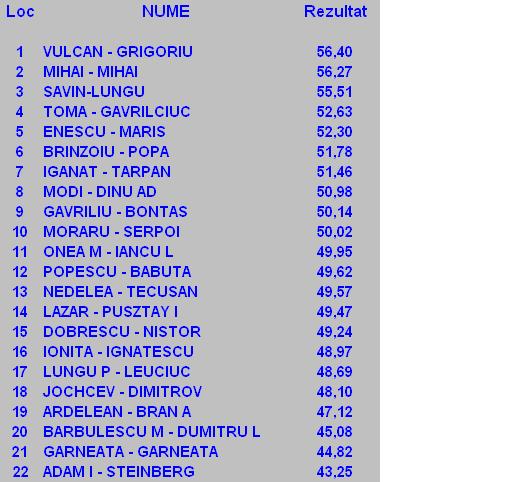 Loc NUME Rezultat
1 VULCAN - GRIGORIU 56,40
2 MIHAI - MIHAI 56,27
3 SAVIN-LUNGU 55,51
4 TOMA - GAVRILCIUC 52,63
5 ENESCU - MARIS 52,30
6 BRINZOIU - POPA 51,78
7 IGANAT - TARPAN 51,46
8 MODI - DINU AD 50,98
9 GAVRILIU - BONTAS 50,14
10 MORARU - SERPOI 50,02
11 ONEA M - IANCU L 49,95
12 POPESCU - BABUTA 49,62
13 NEDELEA - TECUSAN 49,57
14 LAZAR - PUSZTAY I 49,47
15 DOBRESCU - NISTOR 49,24
16 IONITA - IGNATESCU 48,97
17 LUNGU P - LEUCIUC 48,69
18 JOCHCEV - DIMITROV 48,10
19 ARDELEAN - BRAN A 47,12
20 BARBULESCU M - DUMITRU L 45,08
21 GARNEATA - GARNEATA 44,82
22 ADAM I - STEINBERG 43,25